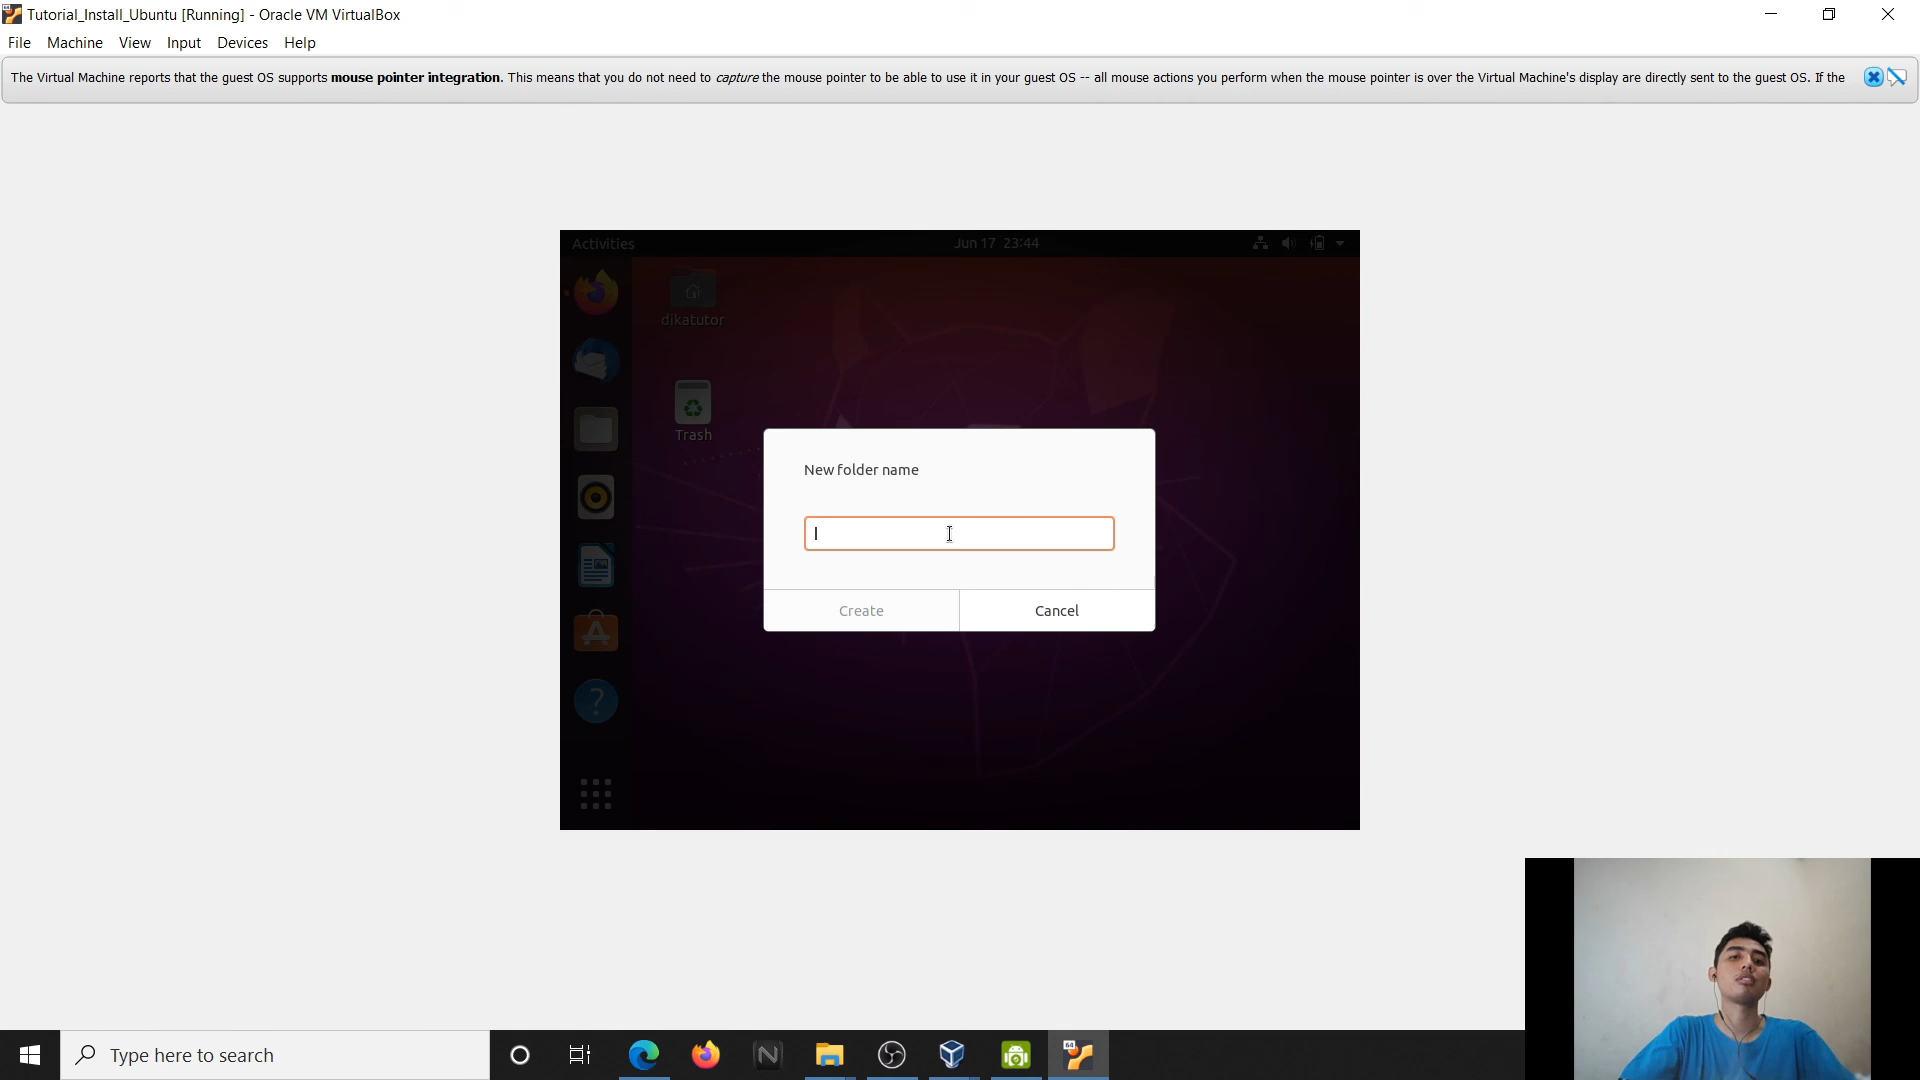 Tutorial_Install_Ubuntu [Running] - Oracle VM VirtualBox
File Machine View Input Devices Help
The Virtual Machine reports that the guest OS supports mouse pointer integration. This means that you do not need to capture the mouse pointer to be able to use it in your guest OS -- all mouse actions you perform when the mouse pointer is over the Virtual Machine's display are directly sent to the guest OS. If the
Activities Jun 17 23:44
dikatutor
Trash
New folder name
Create Cancel
Type here to search
64